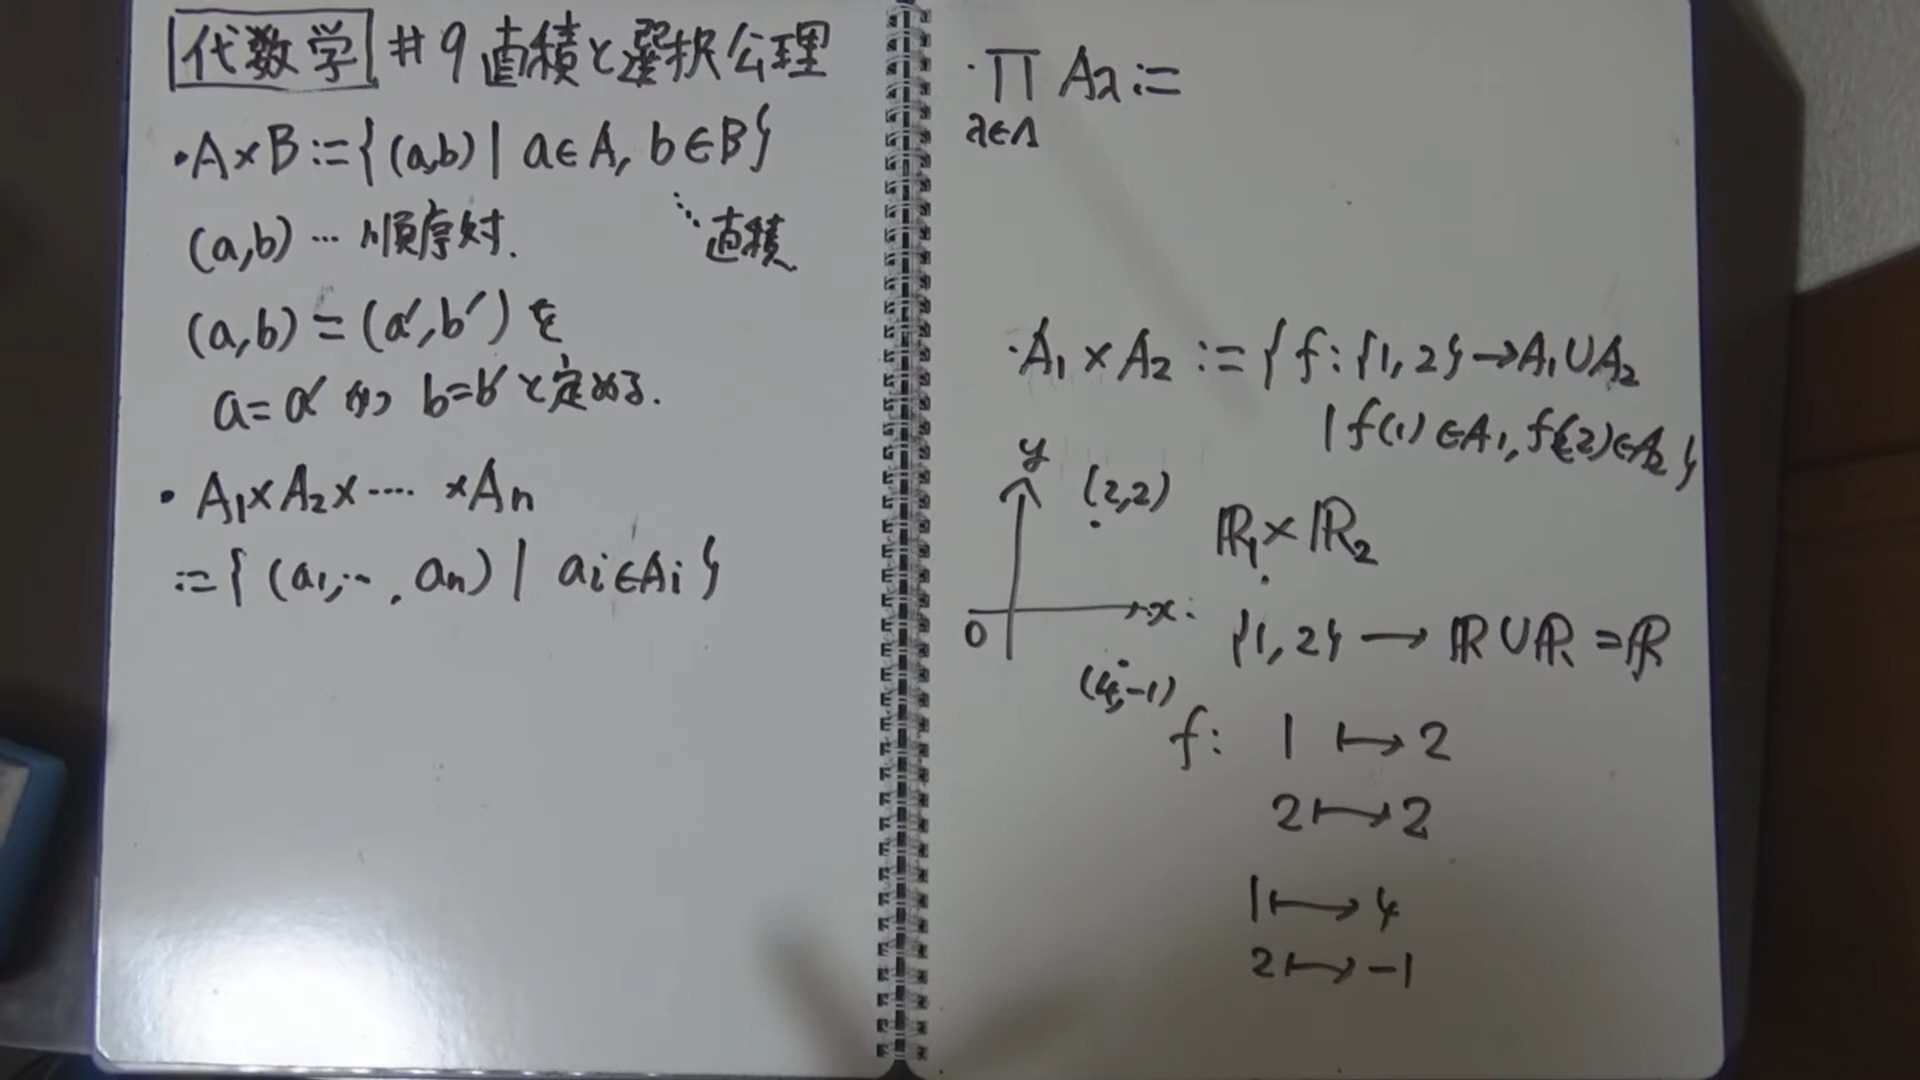 代数学 #9 直積と選択公理
・A×B:={(a,b) | a∈A, b∈B}
(a,b) … 順序対.
⋱直積
(a,b) = (a′,b′) を
a=a′ かつ b=b′ と定める.
・A₁×A₂×‥‥×Aₙ
:={(a₁,…,aₙ) | aᵢ∈Aᵢ}
・∏ Aλ :=
λ∈Λ
・A₁×A₂ := {f:{1,2}→A₁∪A₂
| f(1)∈A₁, f(2)∈A₂}
y
(2,2)
ℝ₁×ℝ₂
0
x
{1,2} → ℝ∪ℝ = ℝ
(4,-1)
f: 1 ↦ 2
2 ↦ 2
1 ↦ 4
2 ↦ -1